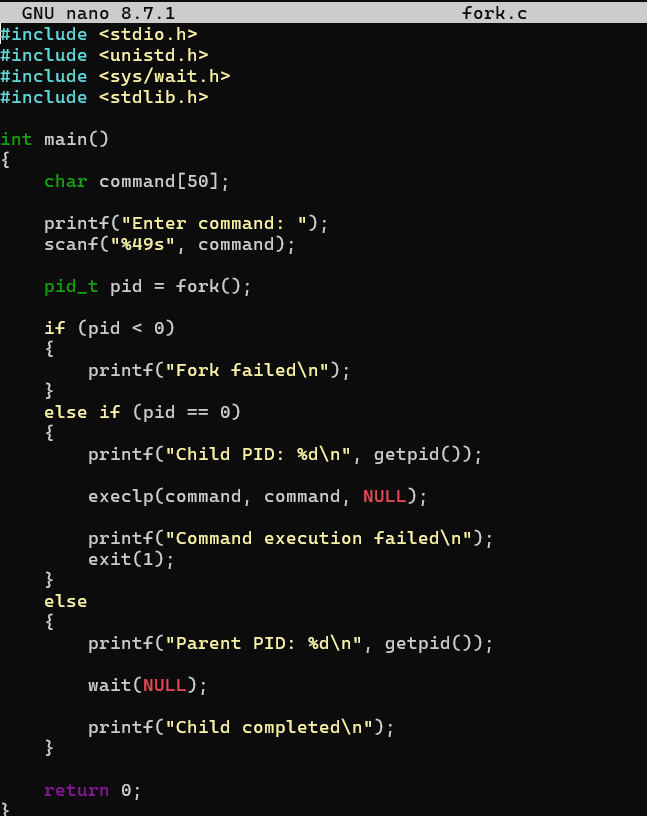 GNU nano 8.7.1 fork.c
#include <stdio.h>
#include <unistd.h>
#include <sys/wait.h>
#include <stdlib.h>

int main()
{
    char command[50];

    printf("Enter command: ");
    scanf("%49s", command);

    pid_t pid = fork();

    if (pid < 0)
    {
        printf("Fork failed\n");
    }
    else if (pid == 0)
    {
        printf("Child PID: %d\n", getpid());

        execlp(command, command, NULL);

        printf("Command execution failed\n");
        exit(1);
    }
    else
    {
        printf("Parent PID: %d\n", getpid());

        wait(NULL);

        printf("Child completed\n");
    }

    return 0;
}